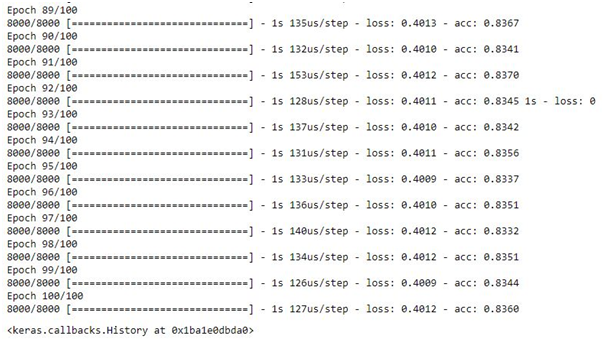 Epoch 89/100
8000/8000 [==============================] - 1s 135us/step - loss: 0.4013 - acc: 0.8367
Epoch 90/100
8000/8000 [==============================] - 1s 132us/step - loss: 0.4010 - acc: 0.8341
Epoch 91/100
8000/8000 [==============================] - 1s 153us/step - loss: 0.4012 - acc: 0.8370
Epoch 92/100
8000/8000 [==============================] - 1s 128us/step - loss: 0.4011 - acc: 0.8345 1s - loss: 0
Epoch 93/100
8000/8000 [==============================] - 1s 137us/step - loss: 0.4010 - acc: 0.8342
Epoch 94/100
8000/8000 [==============================] - 1s 131us/step - loss: 0.4011 - acc: 0.8356
Epoch 95/100
8000/8000 [==============================] - 1s 133us/step - loss: 0.4009 - acc: 0.8337
Epoch 96/100
8000/8000 [==============================] - 1s 136us/step - loss: 0.4010 - acc: 0.8351
Epoch 97/100
8000/8000 [==============================] - 1s 140us/step - loss: 0.4012 - acc: 0.8332
Epoch 98/100
8000/8000 [==============================] - 1s 134us/step - loss: 0.4012 - acc: 0.8351
Epoch 99/100
8000/8000 [==============================] - 1s 126us/step - loss: 0.4009 - acc: 0.8344
Epoch 100/100
8000/8000 [==============================] - 1s 127us/step - loss: 0.4012 - acc: 0.8360
<keras.callbacks.History at 0x1ba1e0dbda0>